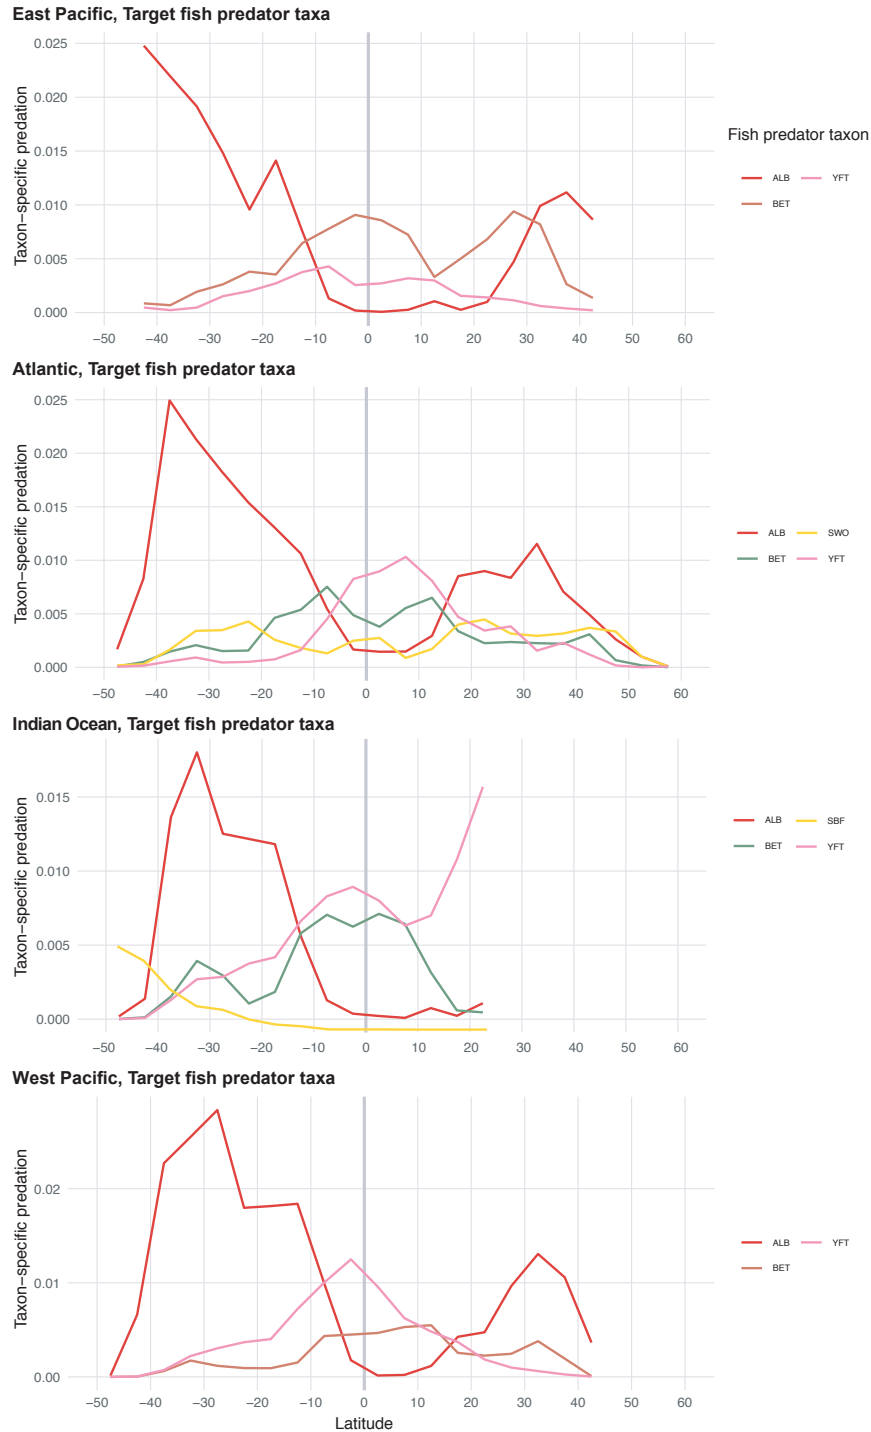 East Pacific, Target fish predator taxa
Taxon−specific predation
0.025
0.020
0.015
0.010
0.005
0.000
−50 −40 −30 −20 −10 0 10 20 30 40 50 60
Fish predator taxon
ALB YFT
BET
Atlantic, Target fish predator taxa
Taxon−specific predation
0.025
0.020
0.015
0.010
0.005
0.000
−50 −40 −30 −20 −10 0 10 20 30 40 50 60
ALB SWO
BET YFT
Indian Ocean, Target fish predator taxa
Taxon−specific predation
0.015
0.010
0.005
0.000
−50 −40 −30 −20 −10 0 10 20 30 40 50 60
ALB SBF
BET YFT
West Pacific, Target fish predator taxa
Taxon−specific predation
0.02
0.01
0.00
−50 −40 −30 −20 −10 0 10 20 30 40 50 60
Latitude
ALB YFT
BET